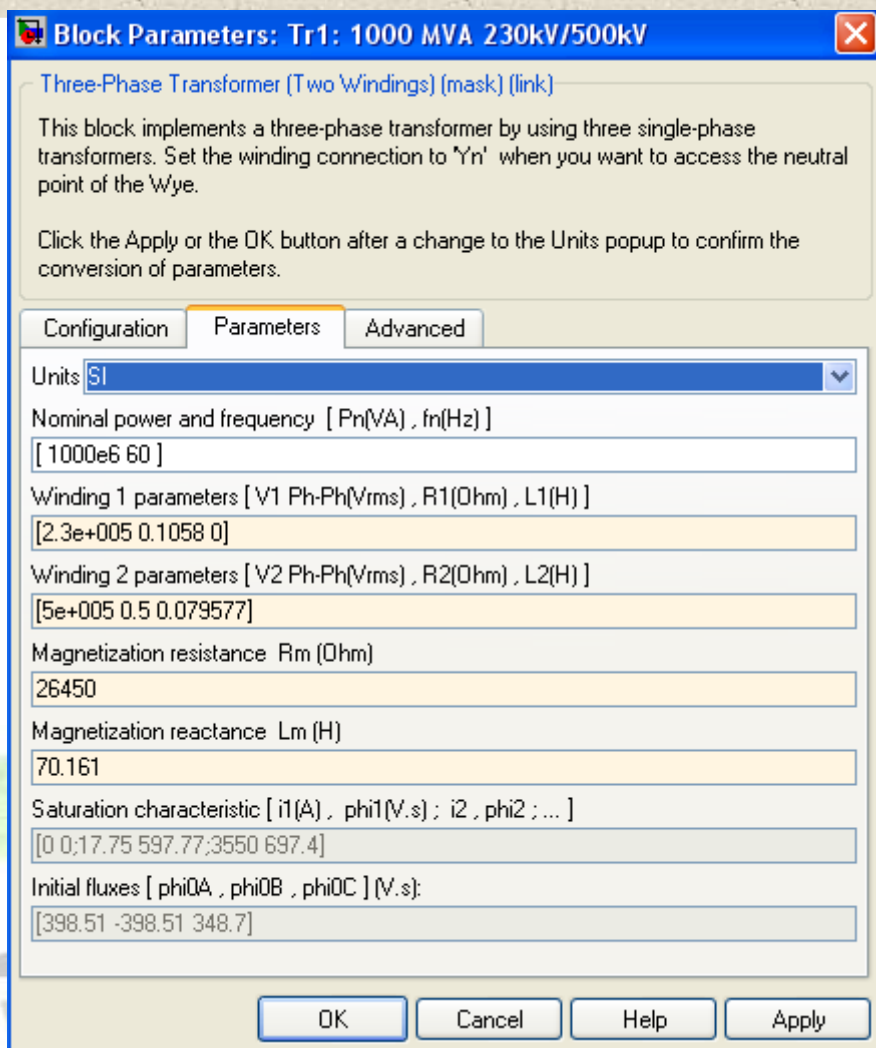 Block Parameters: Tr1: 1000 MVA 230kV/500kV
Three-Phase Transformer (Two Windings) (mask) (link)
This block implements a three-phase transformer by using three single-phase
transformers. Set the winding connection to 'Yn' when you want to access the neutral
point of the Wye.
Click the Apply or the OK button after a change to the Units popup to confirm the
conversion of parameters.
Configuration Parameters Advanced
Units SI
Nominal power and frequency [ Pn(VA) , fn(Hz) ]
[ 1000e6 60 ]
Winding 1 parameters [ V1 Ph-Ph(Vrms) , R1(Ohm) , L1(H) ]
[2.3e+005 0.1058 0]
Winding 2 parameters [ V2 Ph-Ph(Vrms) , R2(Ohm) , L2(H) ]
[5e+005 0.5 0.079577]
Magnetization resistance Rm (Ohm)
26450
Magnetization reactance Lm (H)
70.161
Saturation characteristic [ i1(A) , phi1(V.s) ; i2 , phi2 ; ... ]
[0 0;17.75 597.77;3550 697.4]
Initial fluxes [ phi0A , phi0B , phi0C ] (V.s):
[398.51 -398.51 348.7]
OK Cancel Help Apply